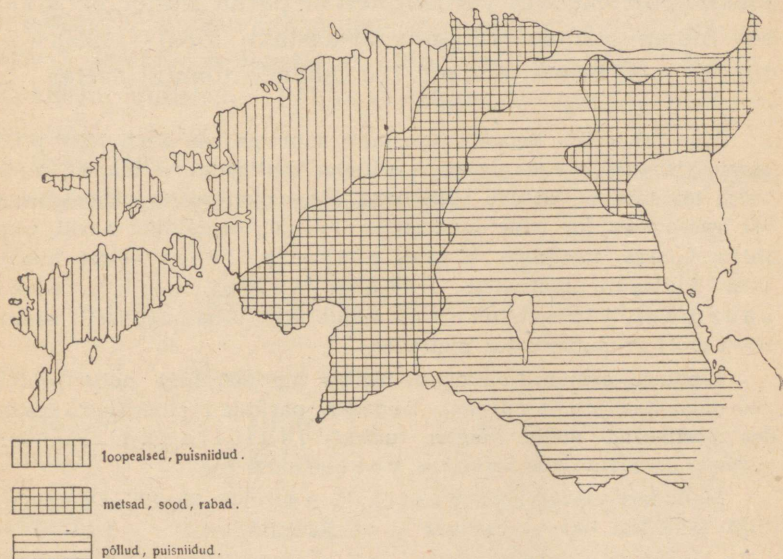 loopealsed, puisniidud.
metsad, sood, rabad.
põllud, puisniidud.